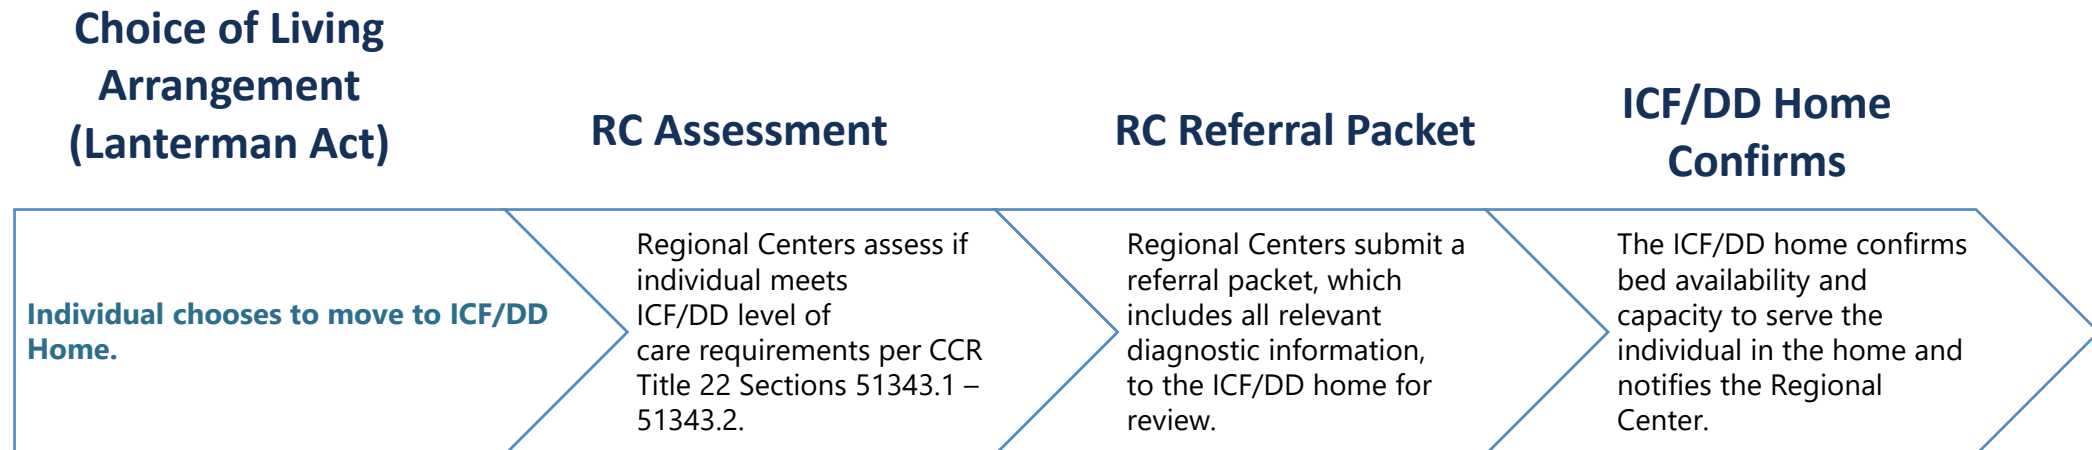 Choice of Living
Arrangement
(Lanterman Act)
RC Assessment
RC Referral Packet
ICF/DD Home
Confirms
Individual chooses to move to ICF/DD
Home.
Regional Centers assess if
individual meets
ICF/DD level of
care requirements per CCR
Title 22 Sections 51343.1 –
51343.2.
Regional Centers submit a
referral packet, which
includes all relevant
diagnostic information,
to the ICF/DD home for
review.
The ICF/DD home confirms
bed availability and
capacity to serve the
individual in the home and
notifies the Regional
Center.